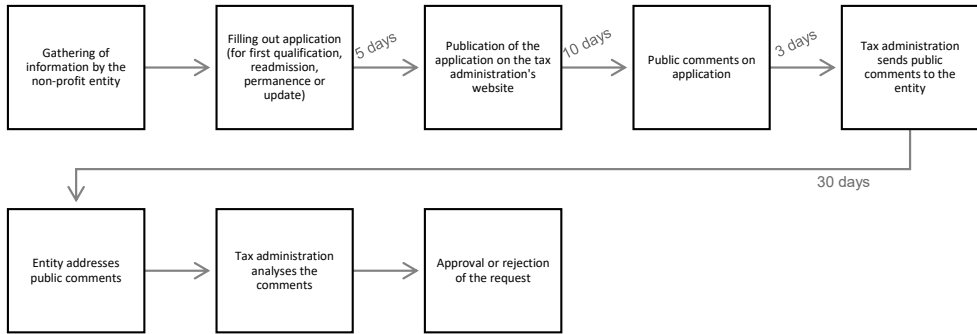 Gathering of
information by the
non-profit entity
Filling out application
(for first qualification,
readmission,
permanence or
update)
5 days
Publication of the
application on the tax
administration's
website
10 days
Public comments on
application
3 days
Tax administration
sends public
comments to the
entity
30 days
Entity addresses
public comments
Tax administration
analyses the
comments
Approval or rejection
of the request